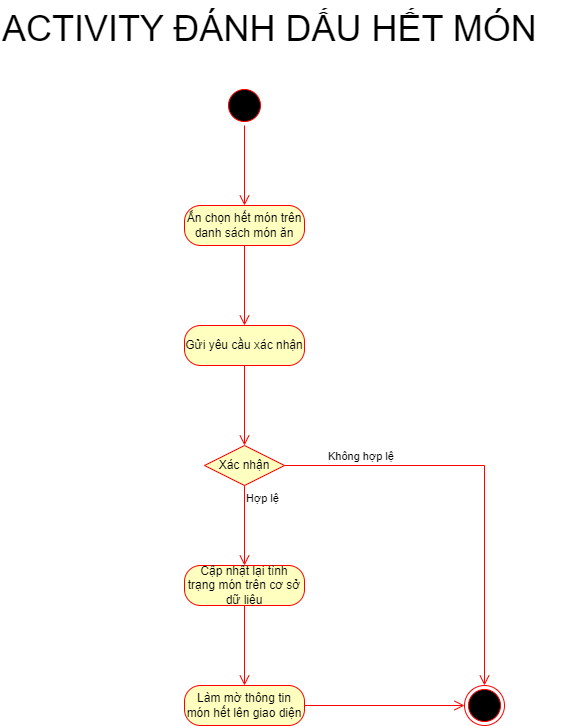 ACTIVITY ĐÁNH DẤU HẾT MÓN
Ấn chọn hết món trên
danh sách món ăn
Gửi yêu cầu xác nhận
Xác nhận
Không hợp lệ
Hợp lệ
Cập nhật lại tình
trạng món trên cơ sở
dữ liệu
Làm mờ thông tin
món hết lên giao diện